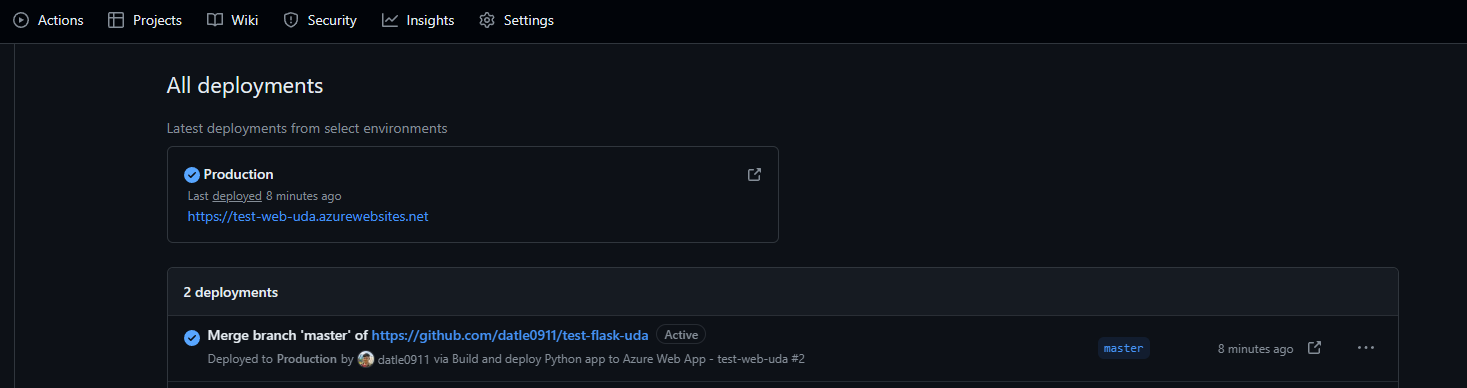 Actions Projects Wiki Security Insights Settings
All deployments
Latest deployments from select environments
Production
Last deployed 8 minutes ago
https://test-web-uda.azurewebsites.net
2 deployments
Merge branch 'master' of https://github.com/datle0911/test-flask-uda Active
Deployed to Production by datle0911 via Build and deploy Python app to Azure Web App - test-web-uda #2
master
8 minutes ago